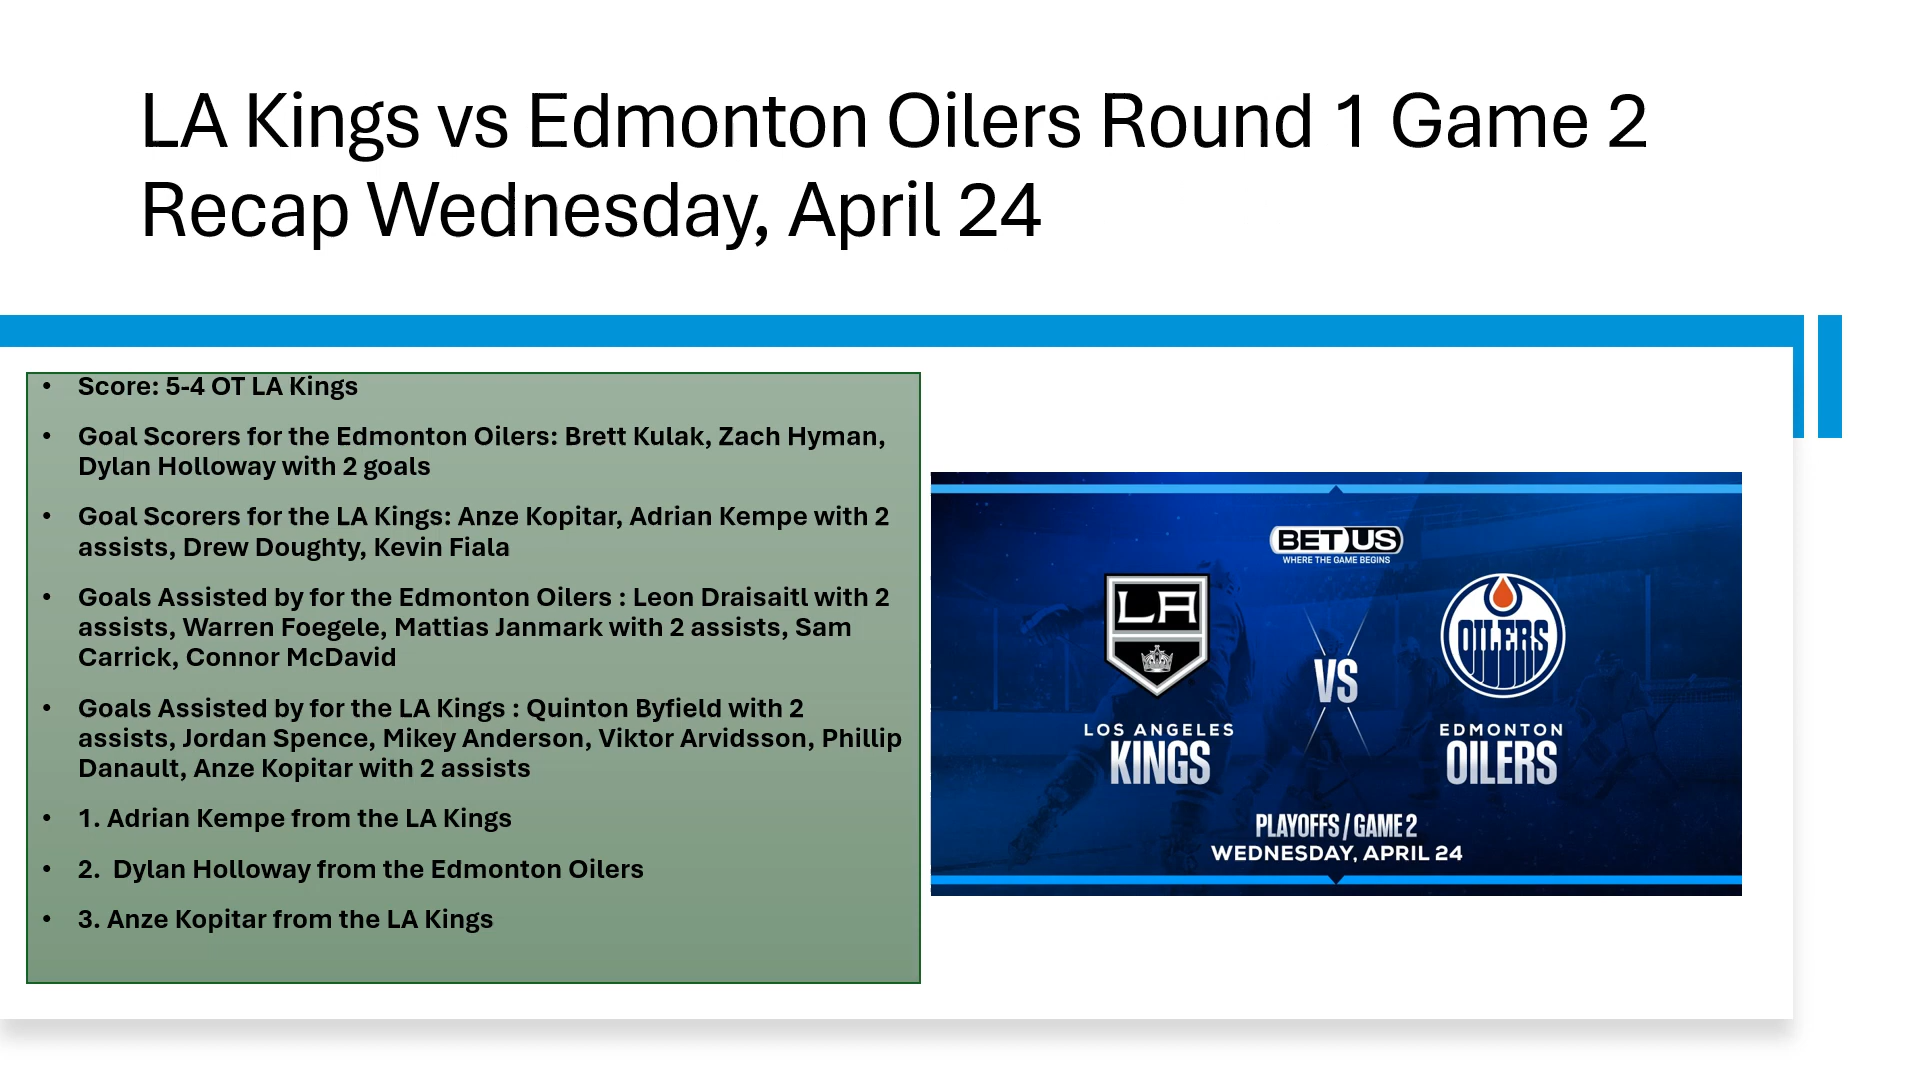 LA Kings vs Edmonton Oilers Round 1 Game 2
Recap Wednesday, April 24
• Score: 5-4 OT LA Kings
• Goal Scorers for the Edmonton Oilers: Brett Kulak, Zach Hyman,
Dylan Holloway with 2 goals
• Goal Scorers for the LA Kings: Anze Kopitar, Adrian Kempe with 2
assists, Drew Doughty, Kevin Fiala
• Goals Assisted by for the Edmonton Oilers : Leon Draisaitl with 2
assists, Warren Foegele, Mattias Janmark with 2 assists, Sam
Carrick, Connor McDavid
• Goals Assisted by for the LA Kings : Quinton Byfield with 2
assists, Jordan Spence, Mikey Anderson, Viktor Arvidsson, Phillip
Danault, Anze Kopitar with 2 assists
• 1. Adrian Kempe from the LA Kings
• 2.  Dylan Holloway from the Edmonton Oilers
• 3. Anze Kopitar from the LA Kings
BETUS
WHERE THE GAME BEGINS
LA
OILERS
VS
LOS ANGELES
KINGS
EDMONTON
OILERS
PLAYOFFS / GAME 2
WEDNESDAY, APRIL 24